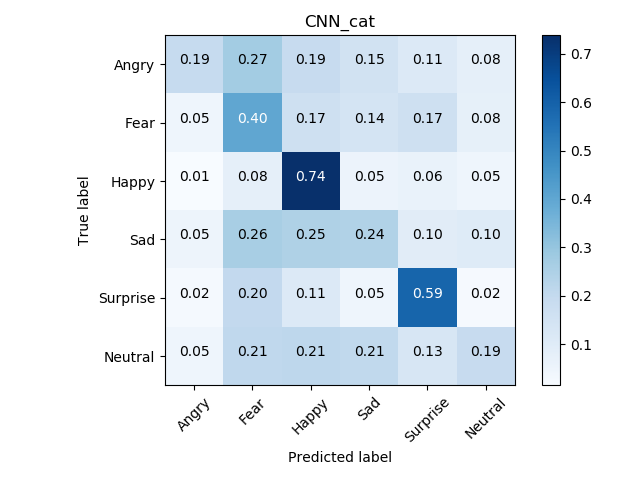 CNN_cat
Angry 0.19 0.27 0.19 0.15 0.11 0.08
Fear 0.05 0.40 0.17 0.14 0.17 0.08
Happy 0.01 0.08 0.74 0.05 0.06 0.05
Sad 0.05 0.26 0.25 0.24 0.10 0.10
Surprise 0.02 0.20 0.11 0.05 0.59 0.02
Neutral 0.05 0.21 0.21 0.21 0.13 0.19
Angry Fear Happy Sad Surprise Neutral
True label
Predicted label
0.7
0.6
0.5
0.4
0.3
0.2
0.1